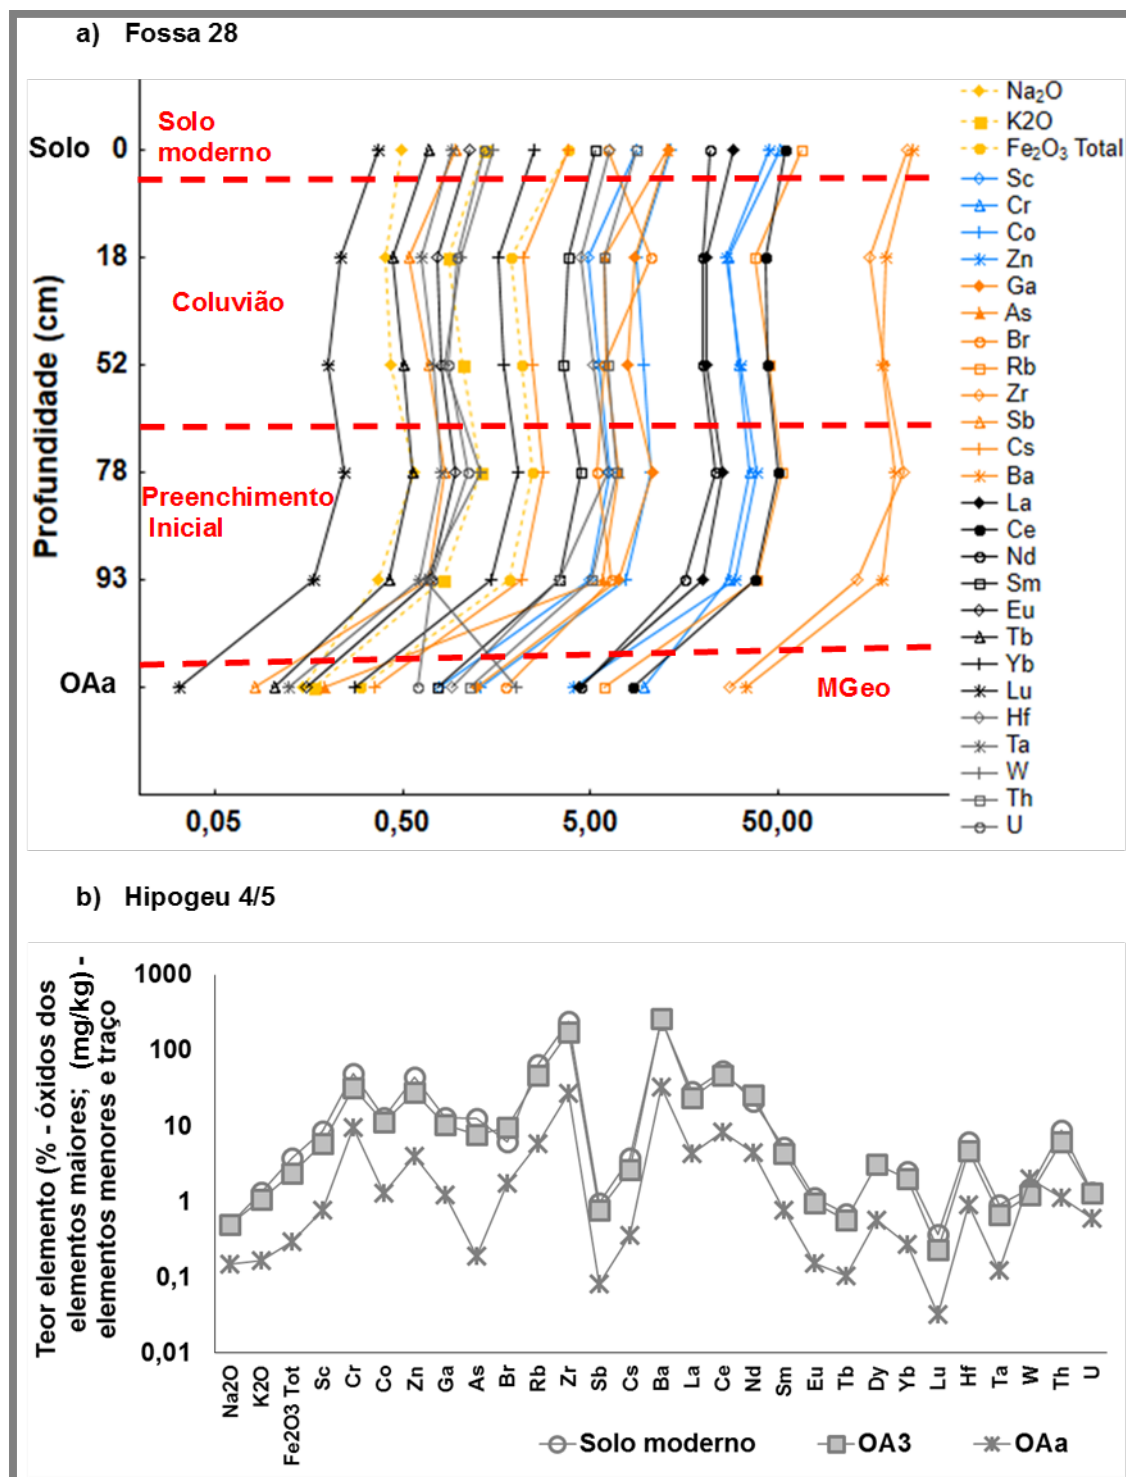 a) Fossa 28
Solo moderno
Solo 0
18
Coluvião
52
Profundidade (cm)
78
Preenchimento
Inicial
93
OAa
MGeo
0,05 0,50 5,00 50,00
Na₂O
K2O
Fe₂O₃ Total
Sc
Cr
Co
Zn
Ga
As
Br
Rb
Zr
Sb
Cs
Ba
La
Ce
Nd
Sm
Eu
Tb
Yb
Lu
Hf
Ta
W
Th
U
b) Hipogeu 4/5
Teor elemento (% - óxidos dos
elementos maiores; (mg/kg) -
elementos menores e traço
1000
100
10
1
0,1
0,01
Na2O K2O Fe2O3 Tot Sc Cr Co Zn Ga As Br Rb Zr Sb Cs Ba La Ce Nd Sm Eu Tb Dy Yb Lu Hf Ta W Th U
Solo moderno OA3 OAa